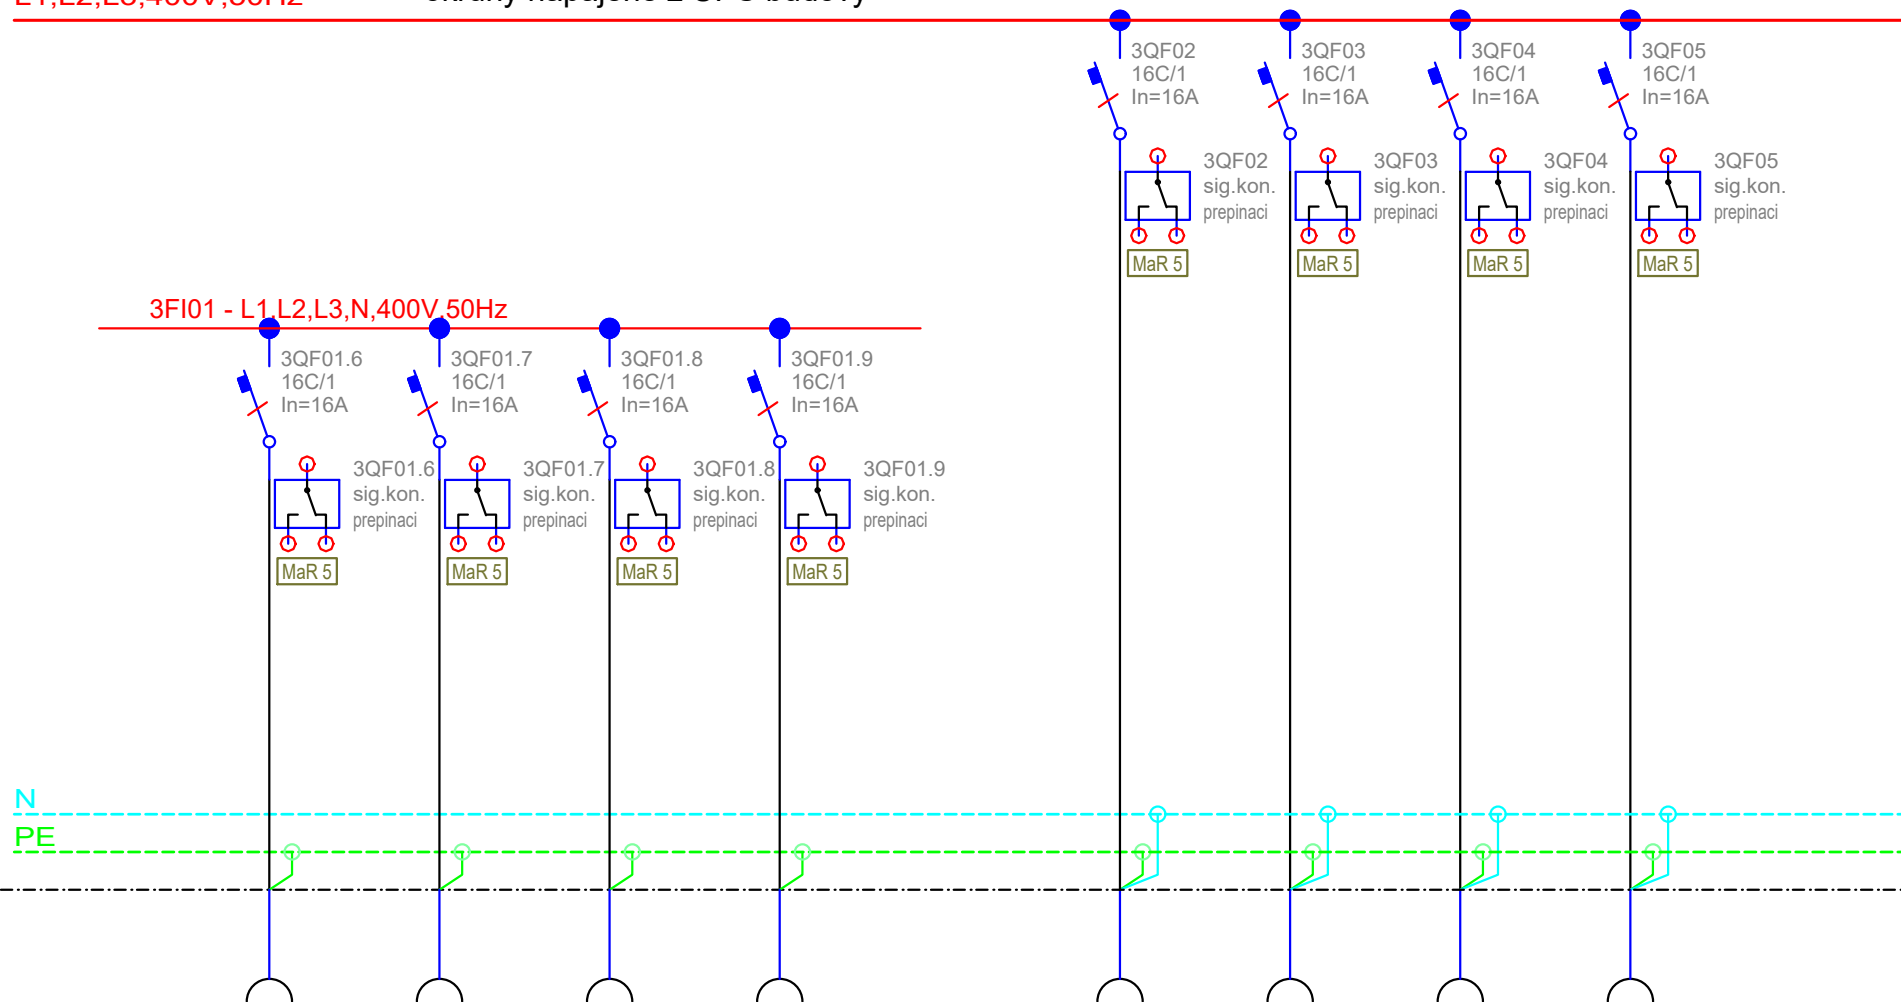 3QF02
16C/1
In=16A
3QF03
16C/1
In=16A
3QF04
16C/1
In=16A
3QF05
16C/1
In=16A
3QF02
sig.kon.
prepinaci
MaR 5
3QF03
sig.kon.
prepinaci
MaR 5
3QF04
sig.kon.
prepinaci
MaR 5
3QF05
sig.kon.
prepinaci
MaR 5
3FI01 - L1,L2,L3,N,400V,50Hz
3QF01.6
16C/1
In=16A
3QF01.7
16C/1
In=16A
3QF01.8
16C/1
In=16A
3QF01.9
16C/1
In=16A
3QF01.6
sig.kon.
prepinaci
MaR 5
3QF01.7
sig.kon.
prepinaci
MaR 5
3QF01.8
sig.kon.
prepinaci
MaR 5
3QF01.9
sig.kon.
prepinaci
MaR 5
N
PE